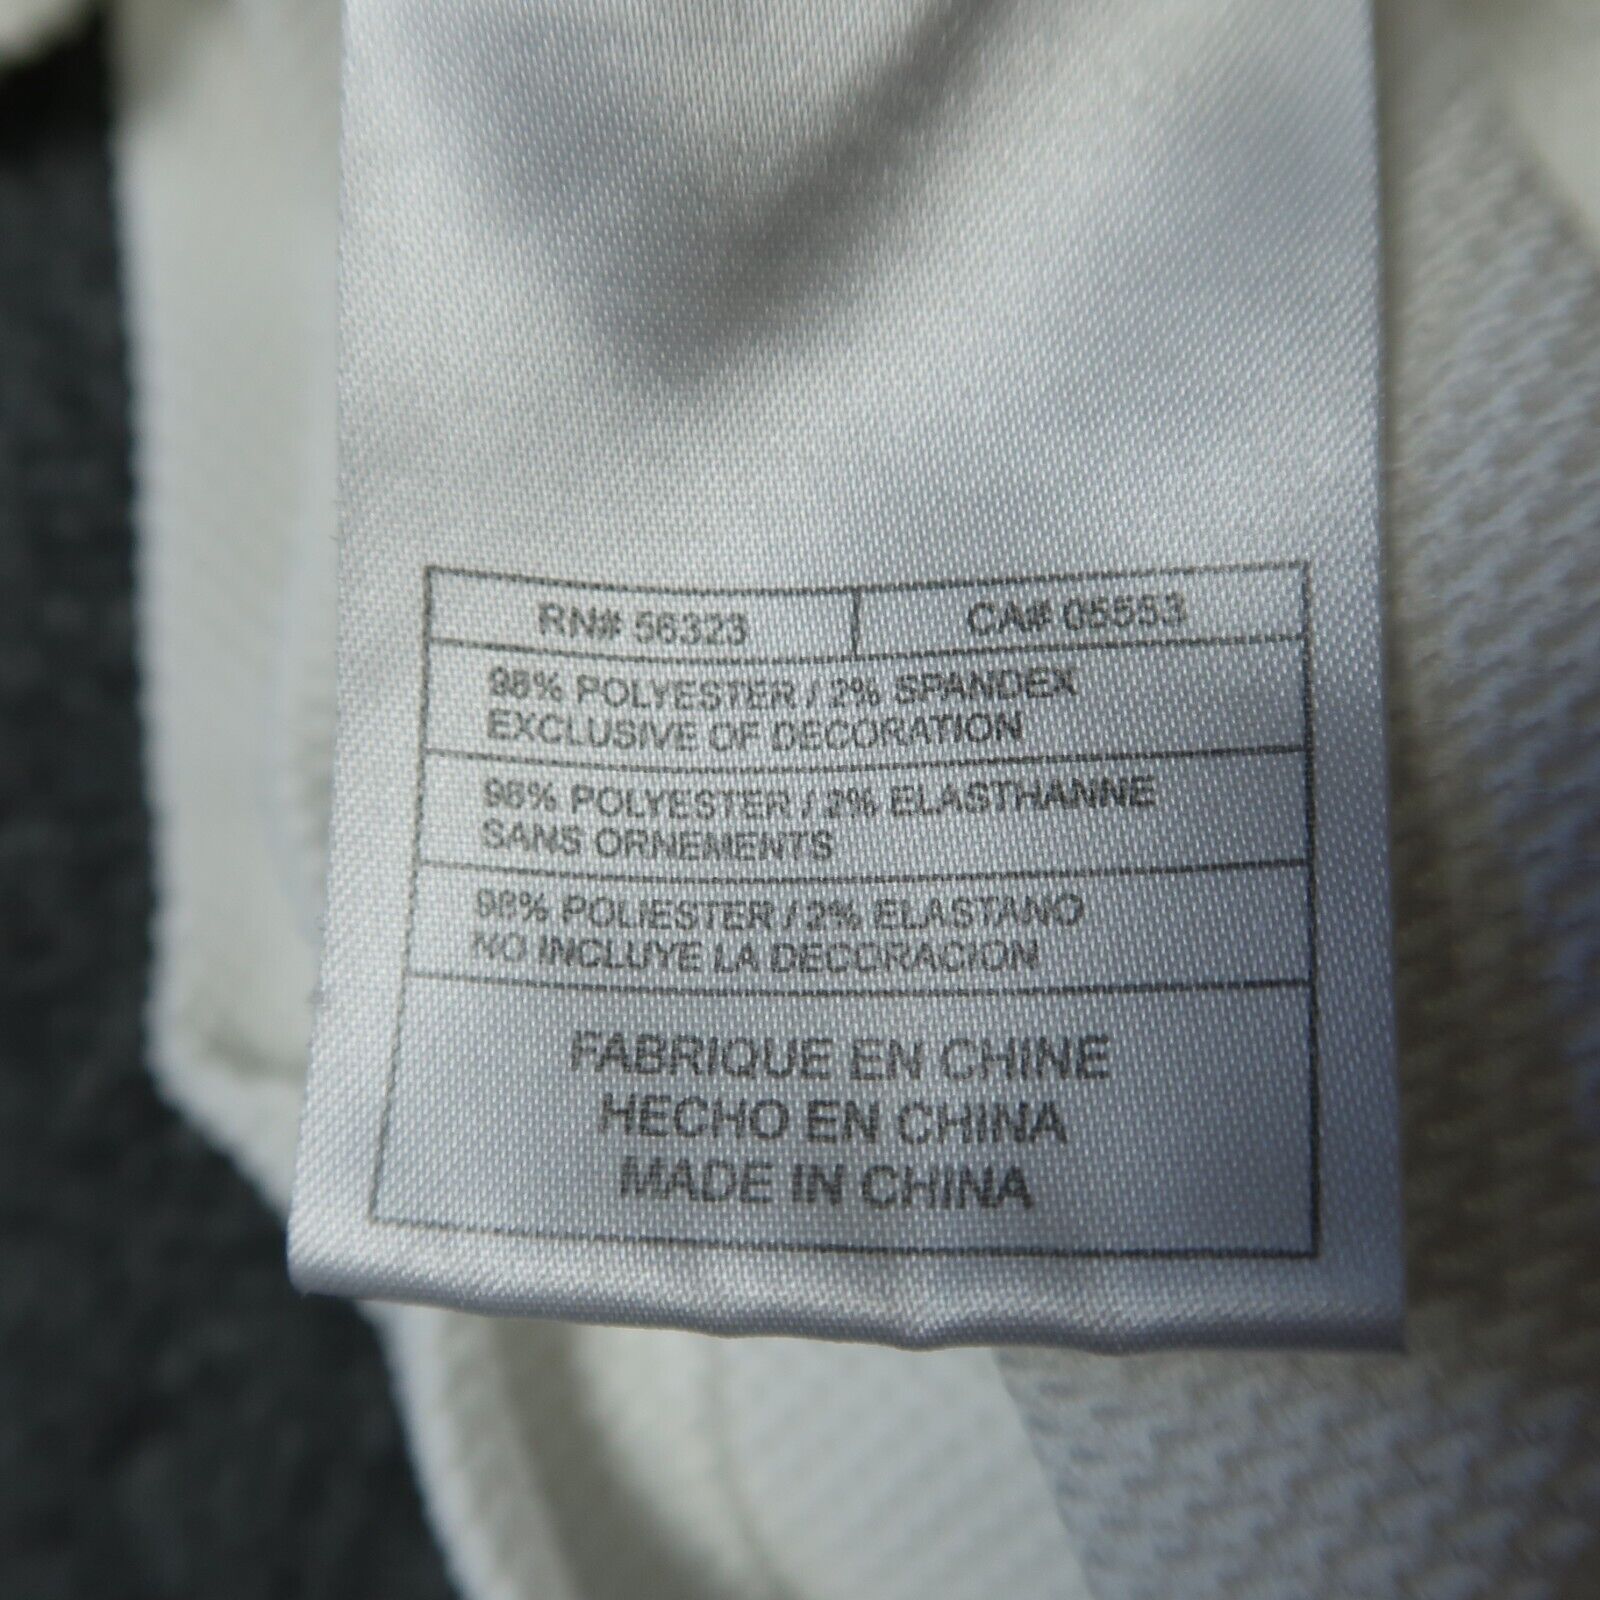 RN# 56323 CA# 05553
98% POLYESTER / 2% SPANDEX
EXCLUSIVE OF DECORATION
98% POLYESTER / 2% ELASTHANNE
SANS ORNEMENTS
98% POLIESTER / 2% ELASTANO
NO INCLUYE LA DECORACION
FABRIQUE EN CHINE
HECHO EN CHINA
MADE IN CHINA